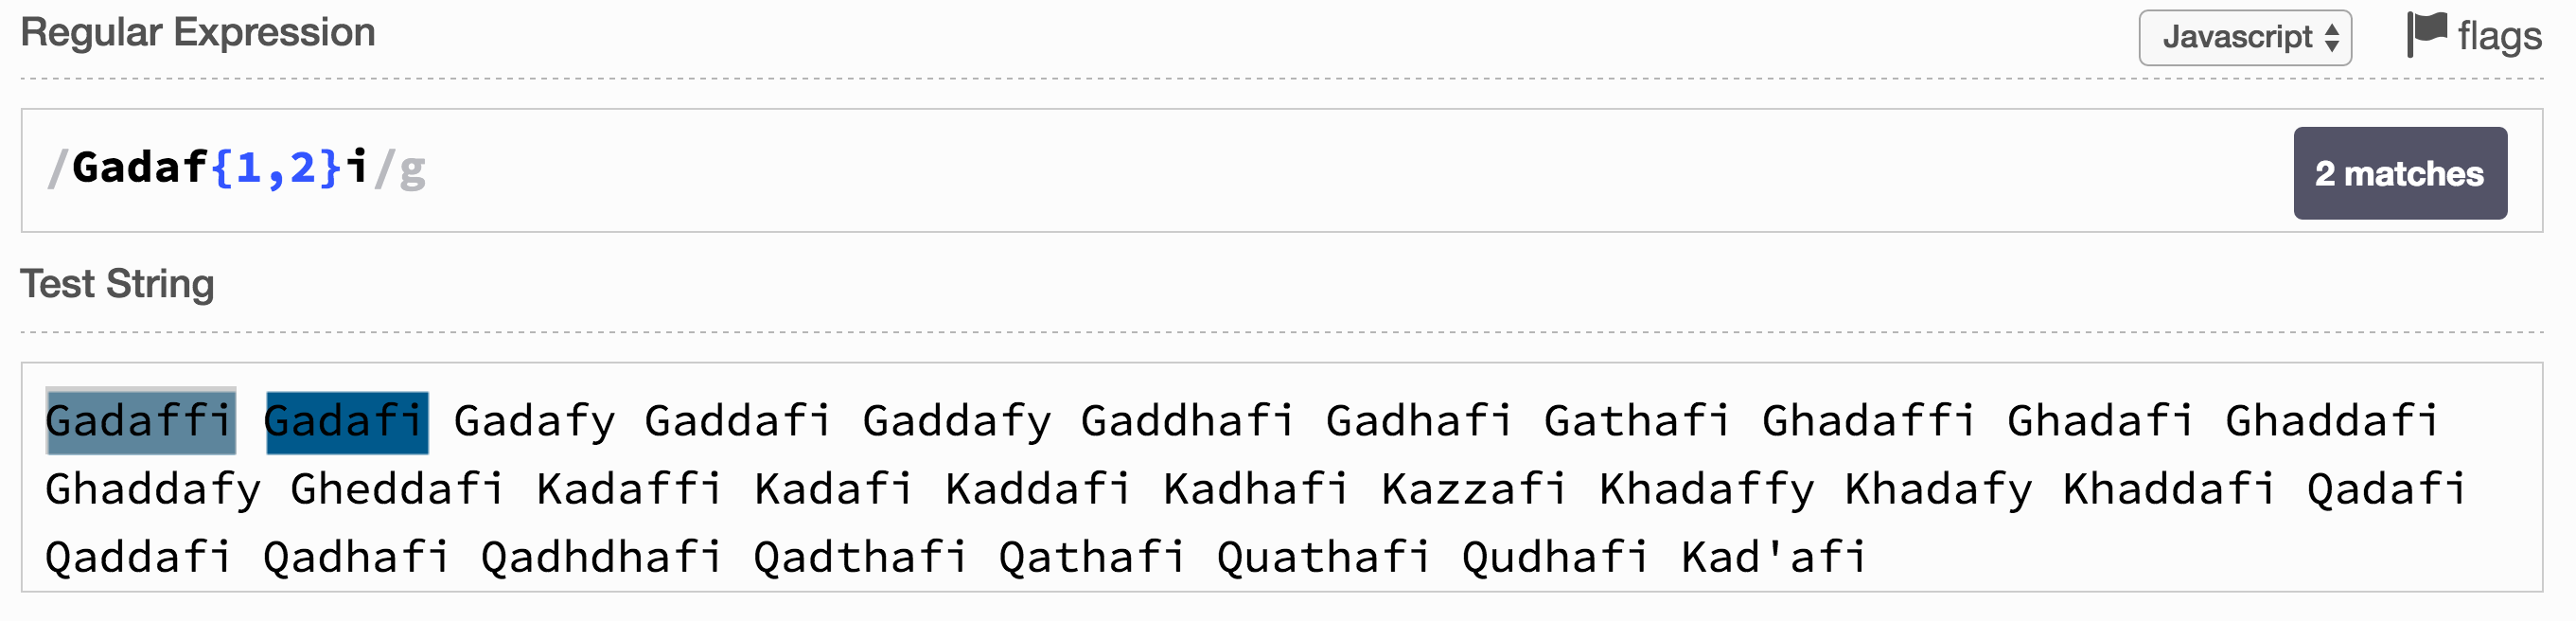 Regular Expression
Javascript flags
/Gadaf{1,2}i/g
2 matches
Test String
Gadaffi Gadafi Gadafy Gaddafi Gaddafy Gaddhafi Gadhafi Gathafi Ghadaffi Ghadafi Ghaddafi
Ghaddafy Gheddafi Kadaffi Kadafi Kaddafi Kadhafi Kazzafi Khadaffy Khadafy Khaddafi Qadafi
Qaddafi Qadhafi Qadhdhafi Qadthafi Qathafi Quathafi Qudhafi Kad'afi